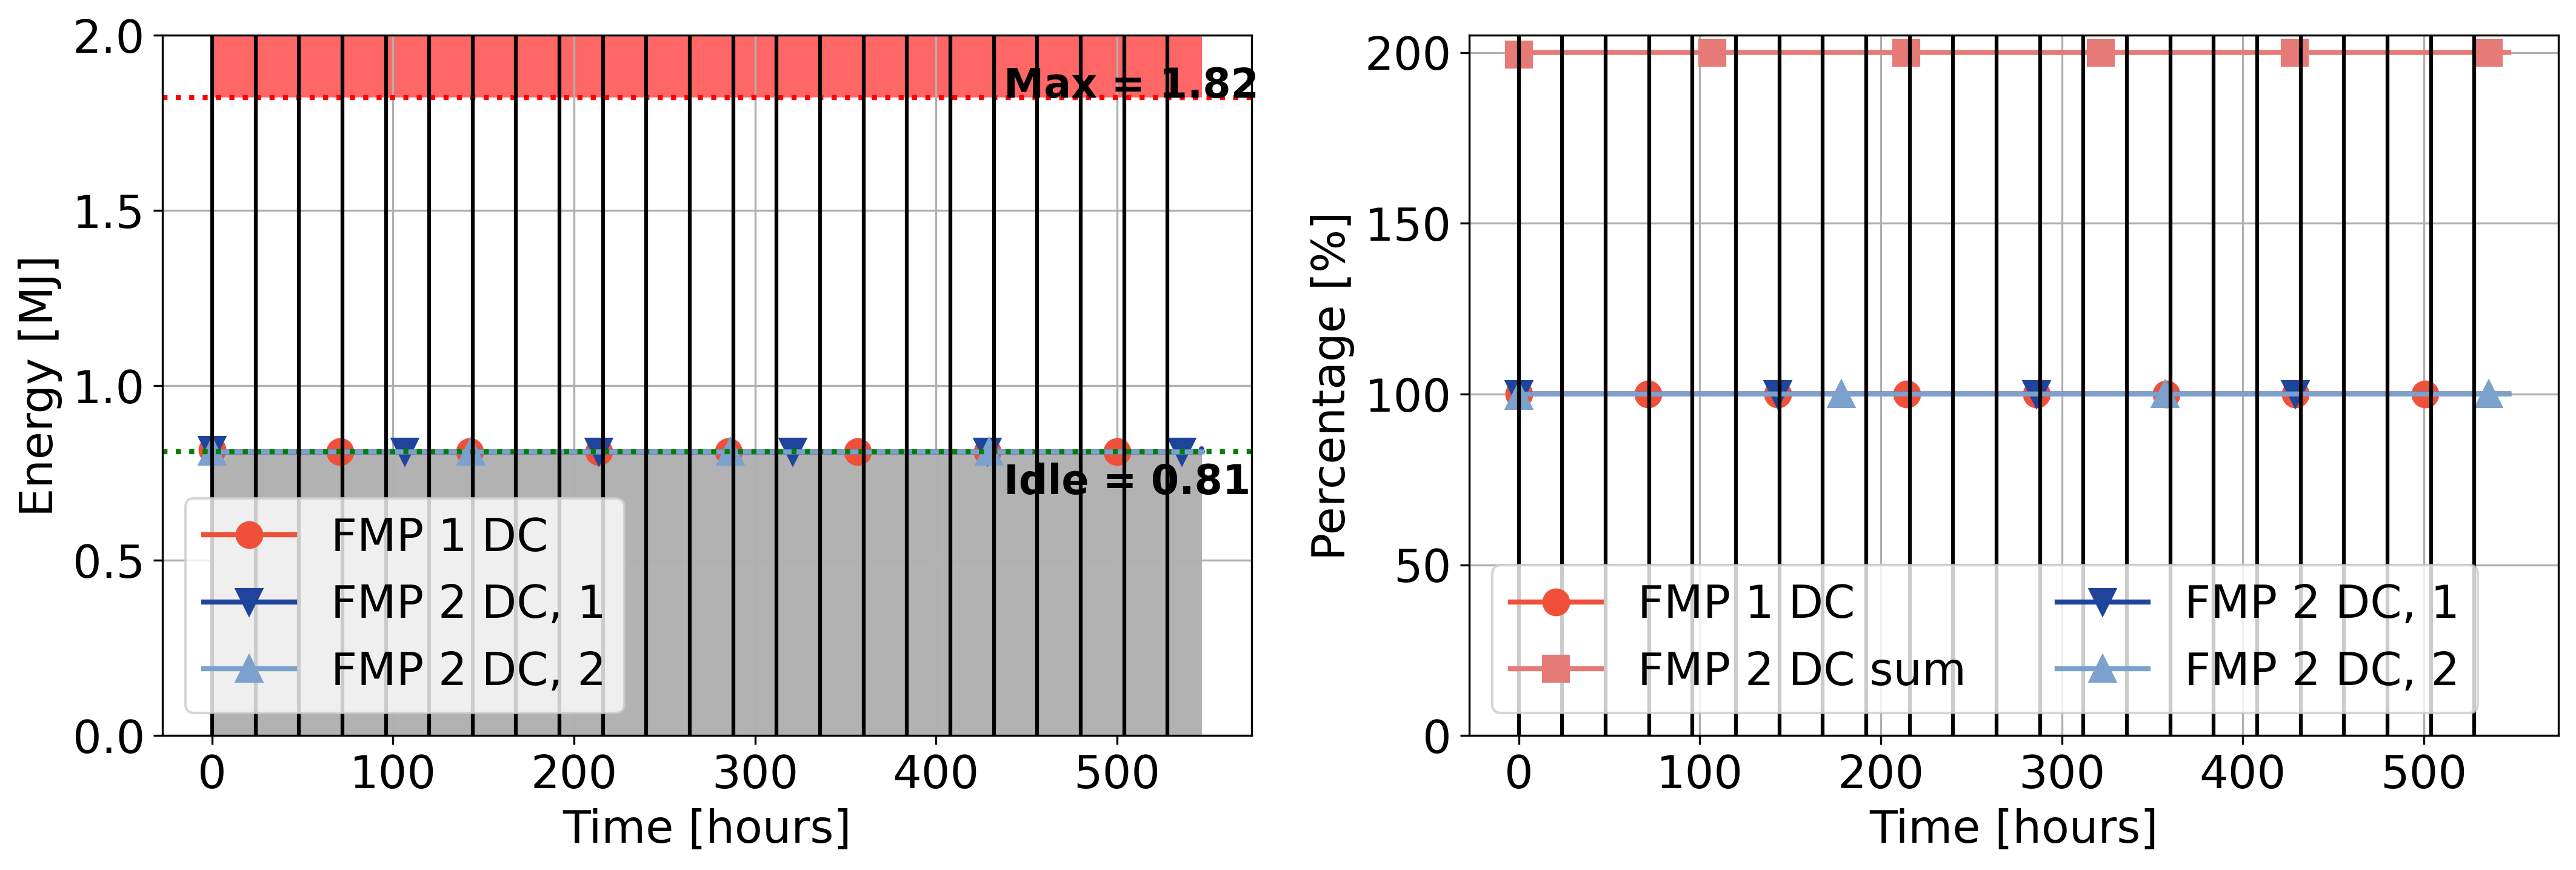 Energy [MJ]
2.0
1.5
1.0
0.5
0.0
Max = 1.82
Idle = 0.81
FMP 1 DC
FMP 2 DC, 1
FMP 2 DC, 2
0 100 200 300 400 500
Time [hours]
Percentage [%]
200
150
100
50
0
FMP 1 DC
FMP 2 DC sum
FMP 2 DC, 1
FMP 2 DC, 2
0 100 200 300 400 500
Time [hours]